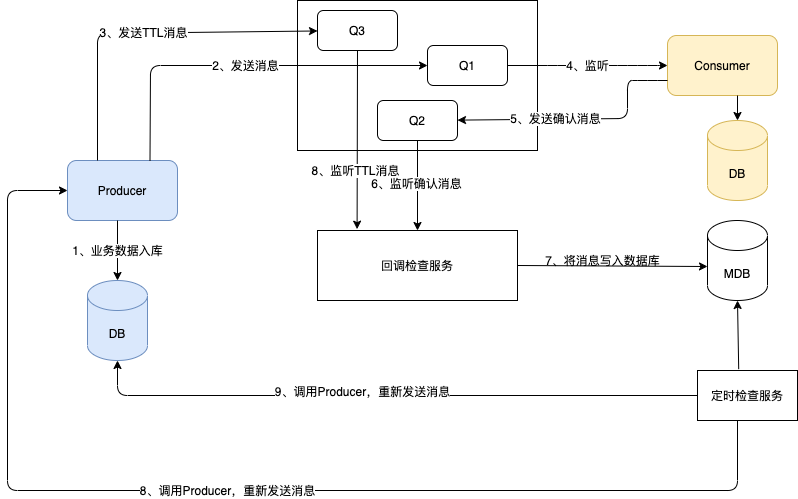 3、发送TTL消息
Q3
2、发送消息
Q1
4、监听
Consumer
Q2
5、发送确认消息
DB
8、监听TTL消息
6、监听确认消息
Producer
1、业务数据入库
回调检查服务
7、将消息写入数据库
MDB
DB
9、调用Producer，重新发送消息
定时检查服务
8、调用Producer，重新发送消息